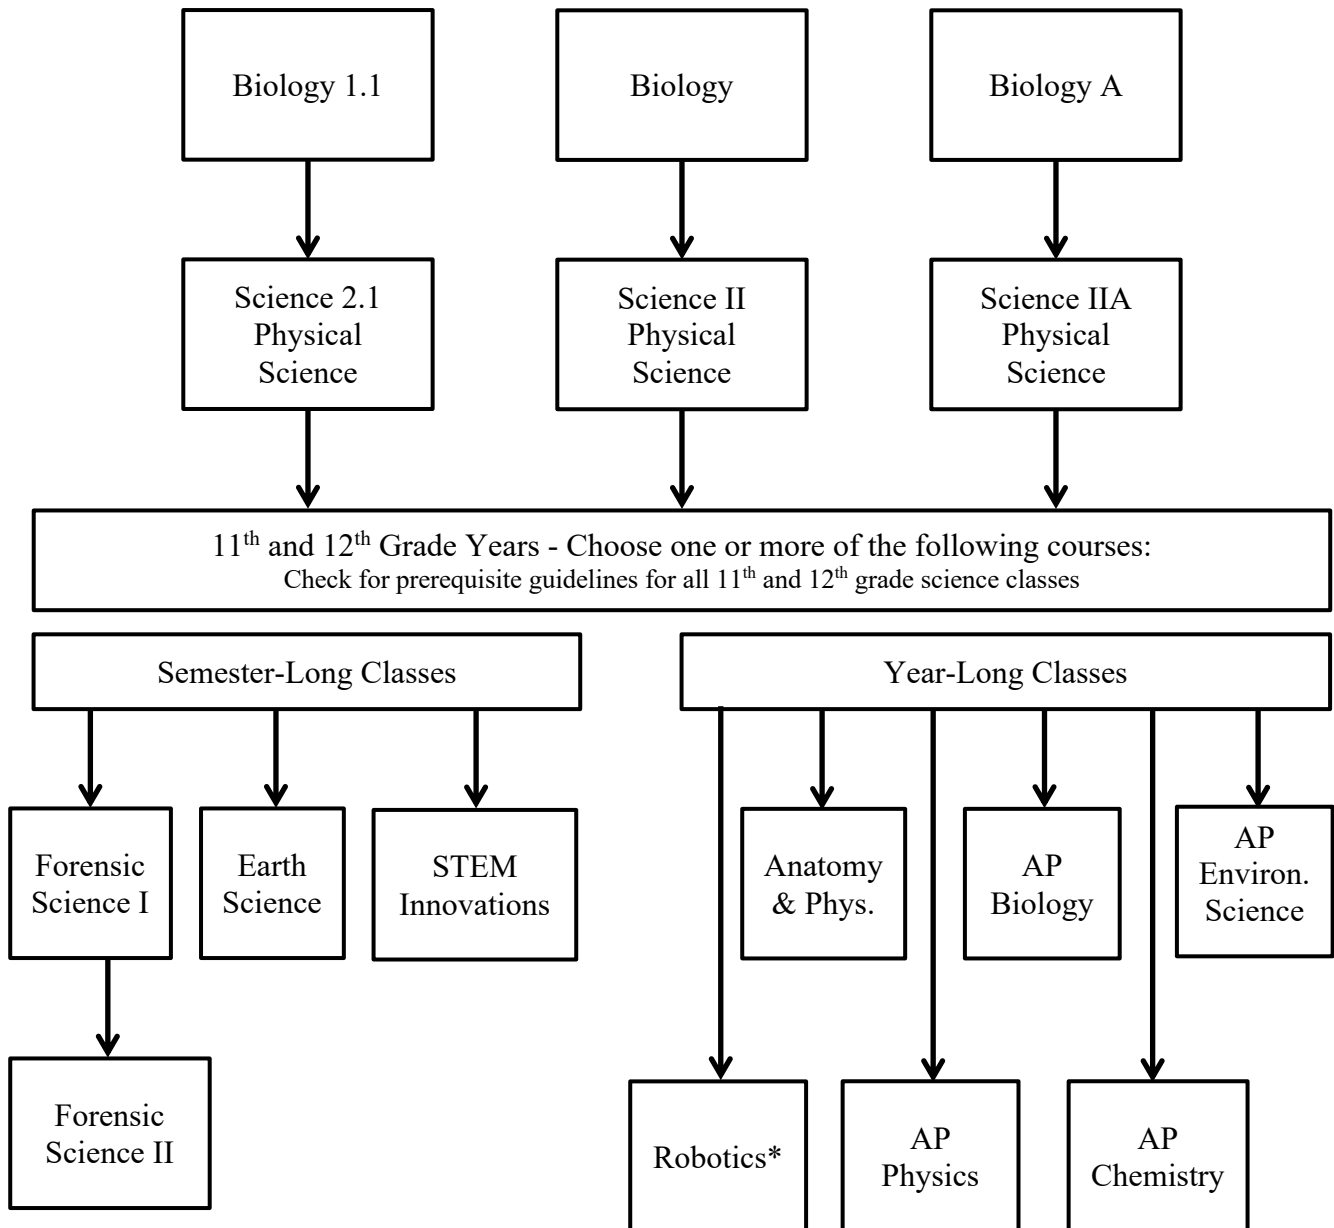 Biology 1.1
Biology
Biology A
Science 2.1
Physical
Science
Science II
Physical
Science
Science IIA
Physical
Science
11th and 12th Grade Years - Choose one or more of the following courses:
Check for prerequisite guidelines for all 11th and 12th grade science classes
Semester-Long Classes
Year-Long Classes
Forensic
Science I
Earth
Science
STEM
Innovations
Anatomy
& Phys.
AP
Biology
AP
Environ.
Science
Forensic
Science II
Robotics*
AP
Physics
AP
Chemistry